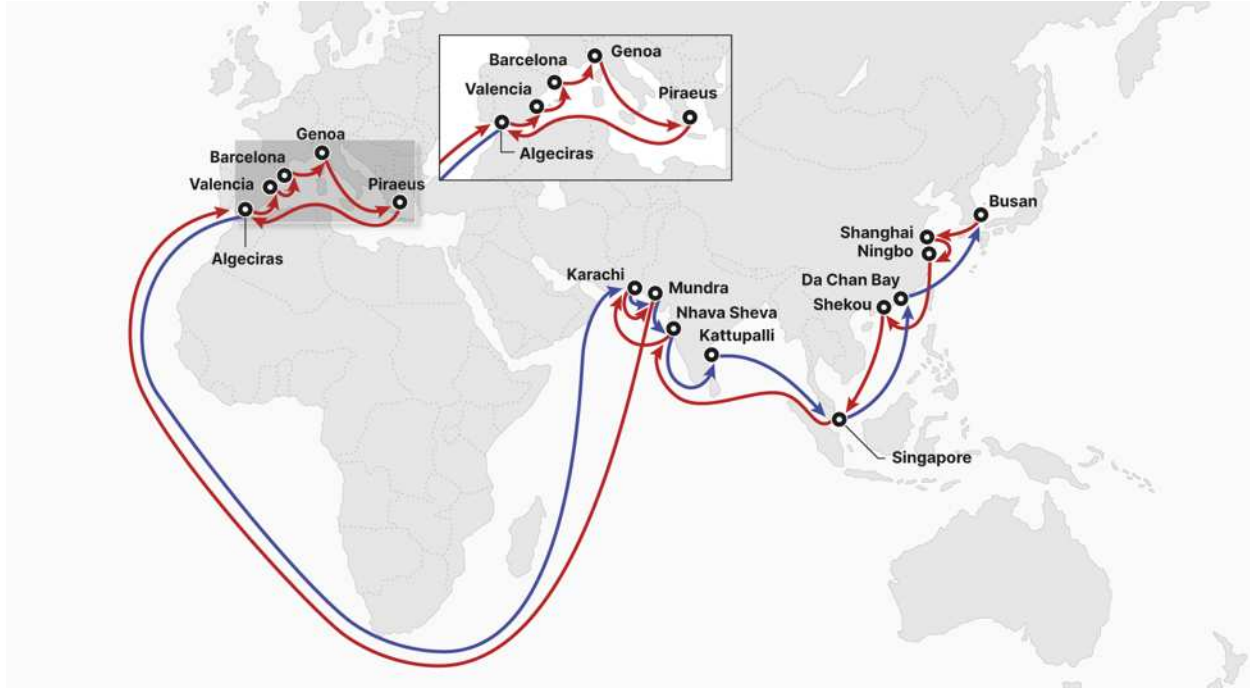 Genoa
Barcelona
Valencia
Piraeus
Algeciras
Genoa
Barcelona
Valencia
Piraeus
Algeciras
Busan
Shanghai
Ningbo
Da Chan Bay
Shekou
Karachi
Mundra
Nhava Sheva
Kattupalli
Singapore